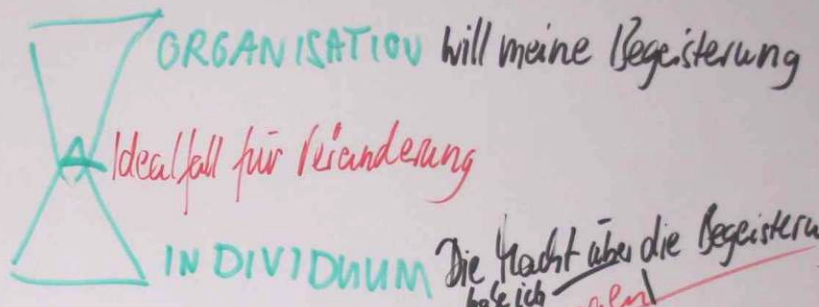 ORGANISATION will meine Begeisterung
Idealfall für Veränderung
INDIVIDUUM Die Macht über die Begeisteru
habe ich